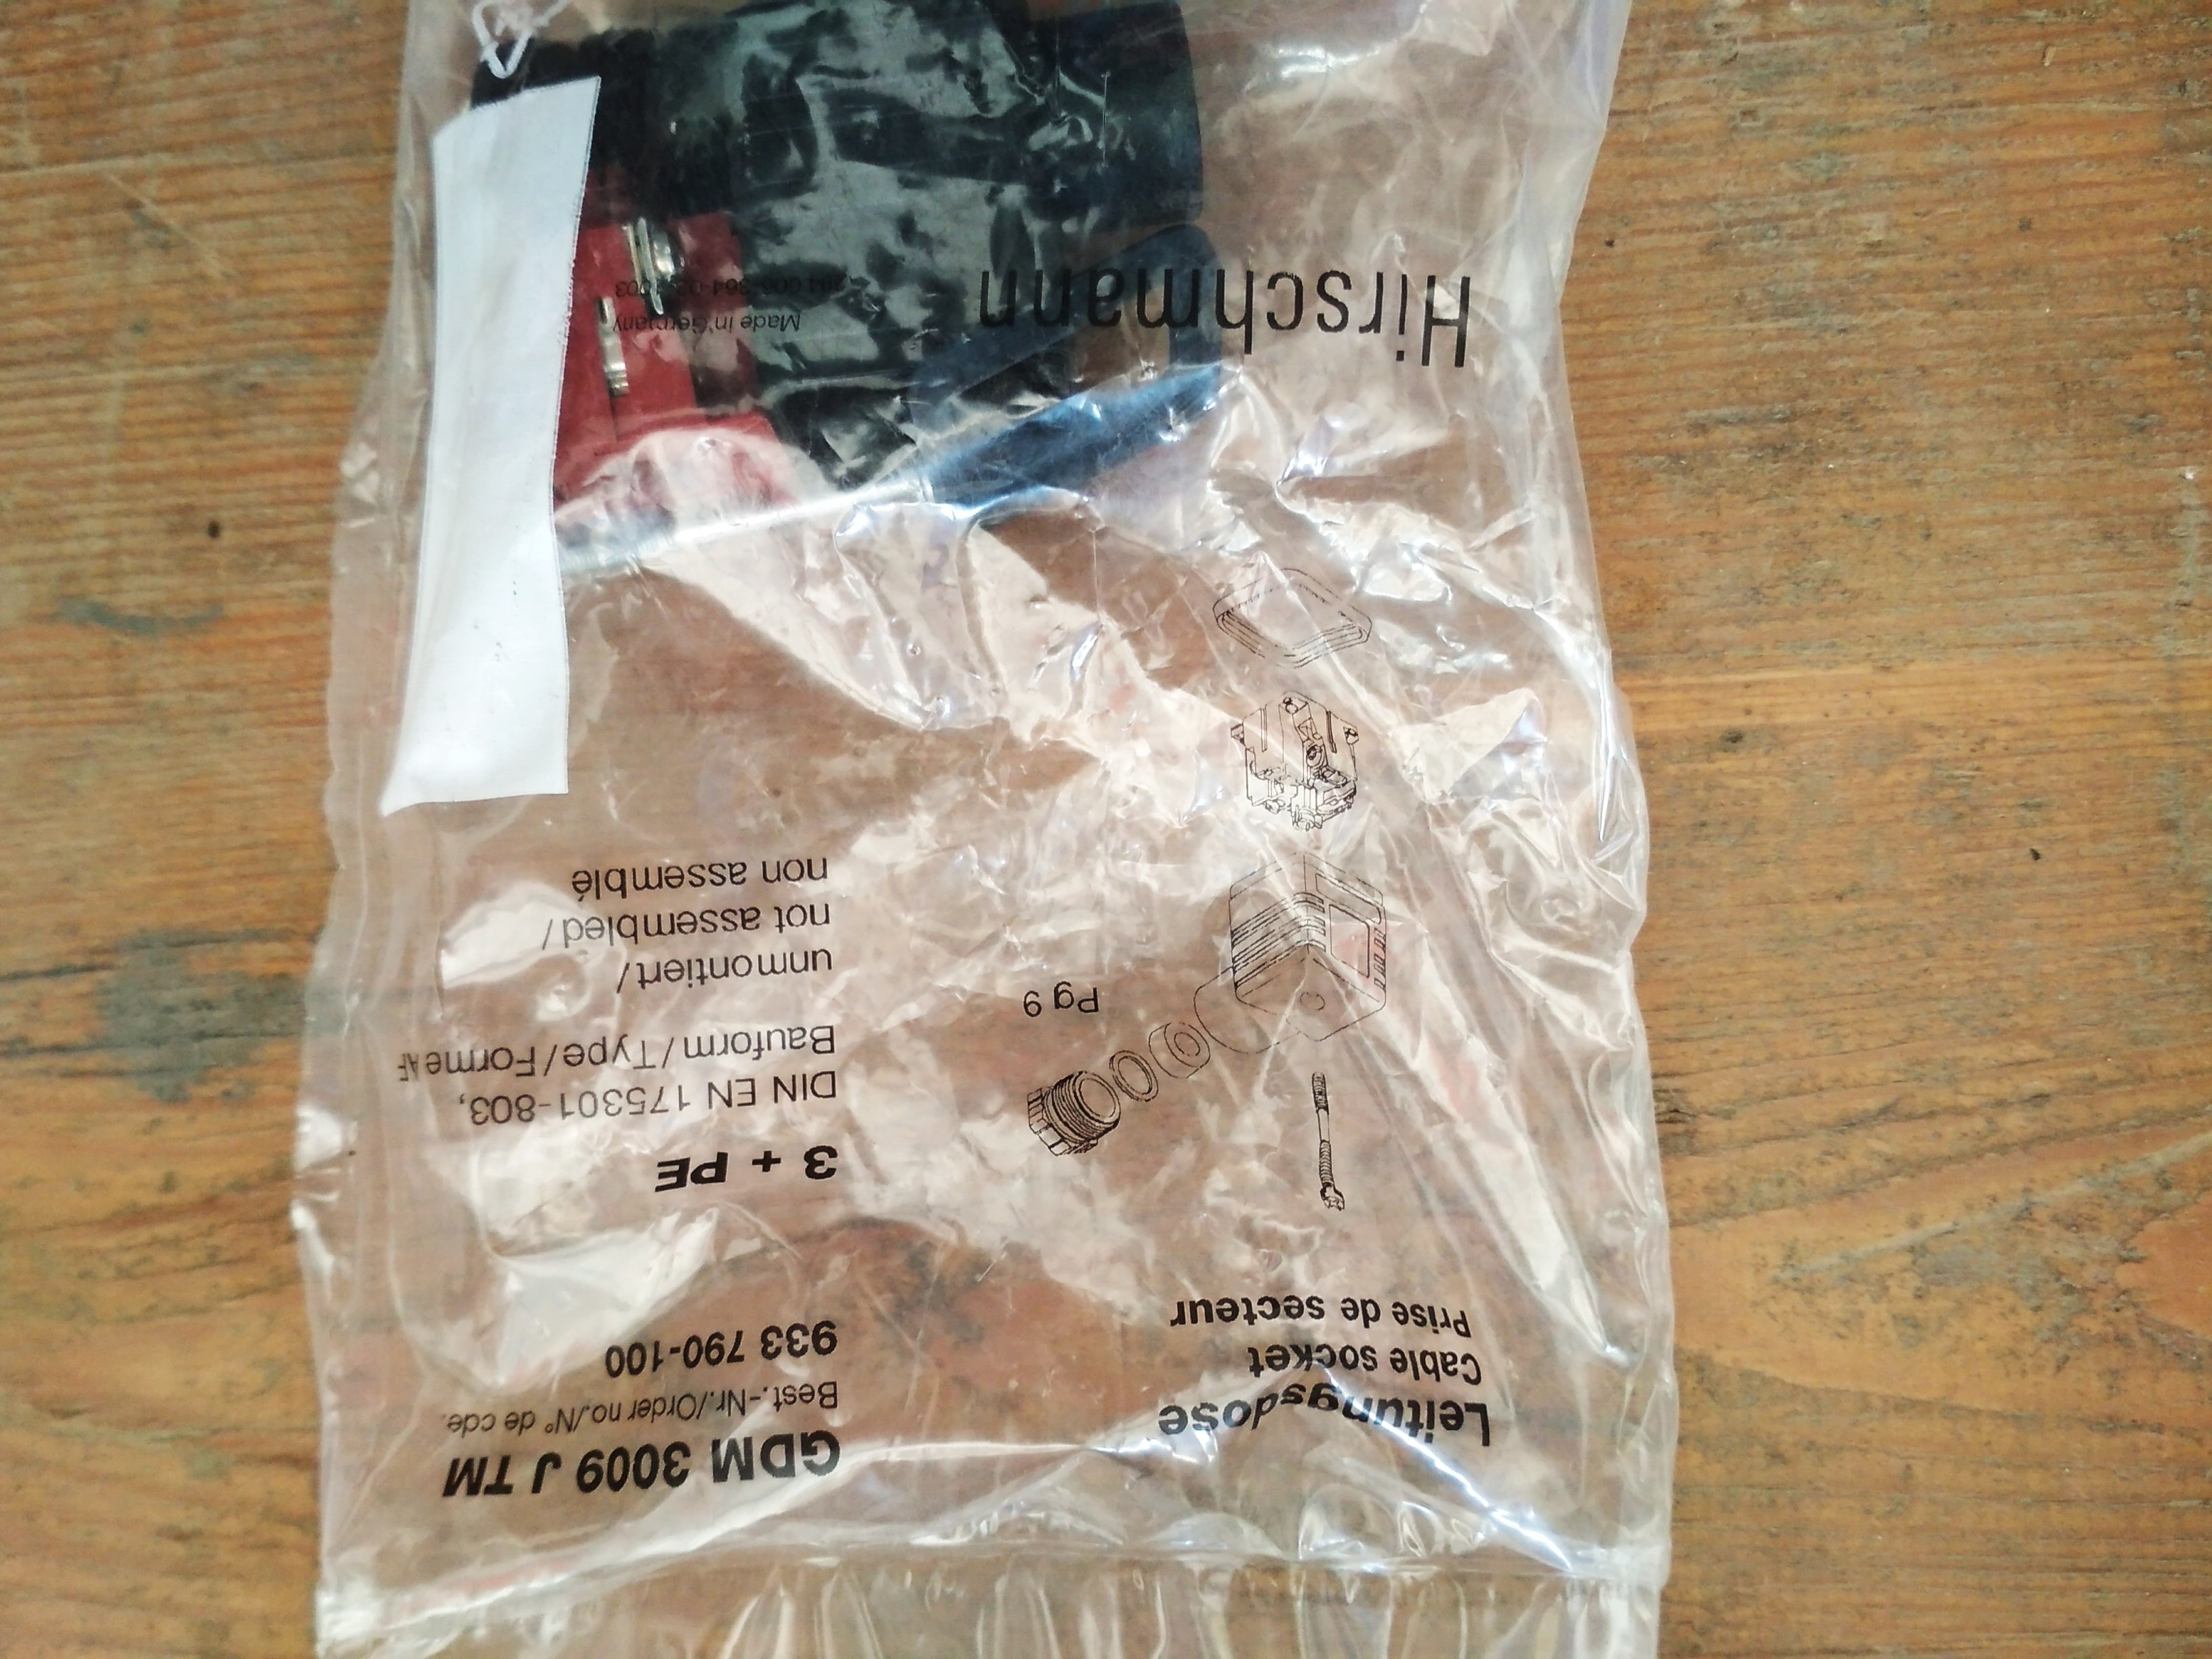 Leitungsdose
Cable socket
Prise de secteur
GDM 3009 J TM
Best.-Nr./Order no./N° de cde.
933 790-100
3 + PE
DIN EN 175301-803,
Bauform/Type/Forme AF
unmontiert/
not assembled/
non assemblé
Pg 9
Hirschmann
Made in Germany